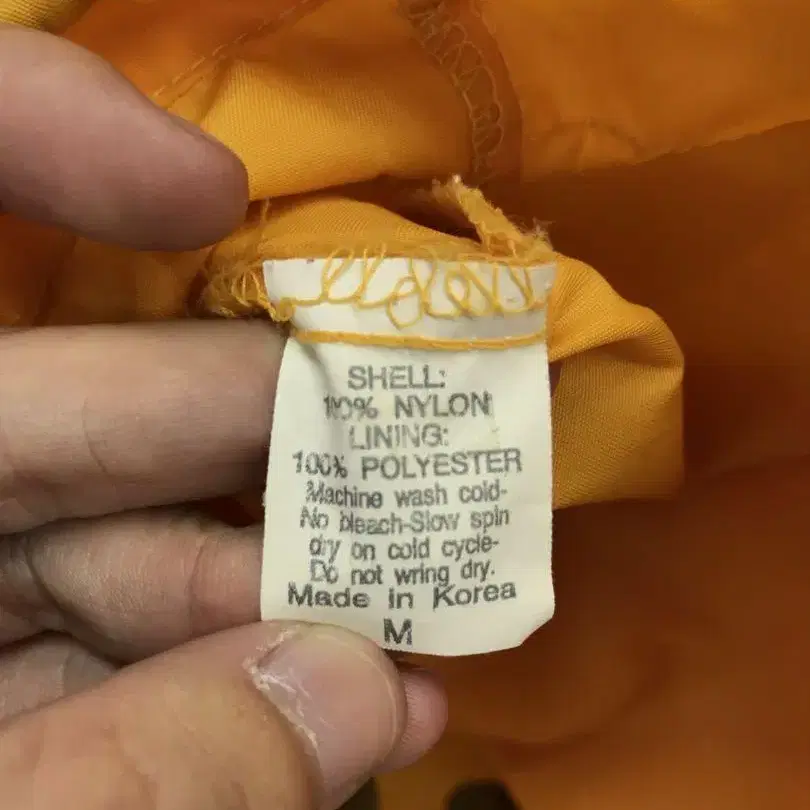 SHELL:
100% NYLON
LINING:
100% POLYESTER
Machine wash cold-
No bleach-Slow spin
dry on cold cycle-
Do not wring dry.
Made in Korea
M